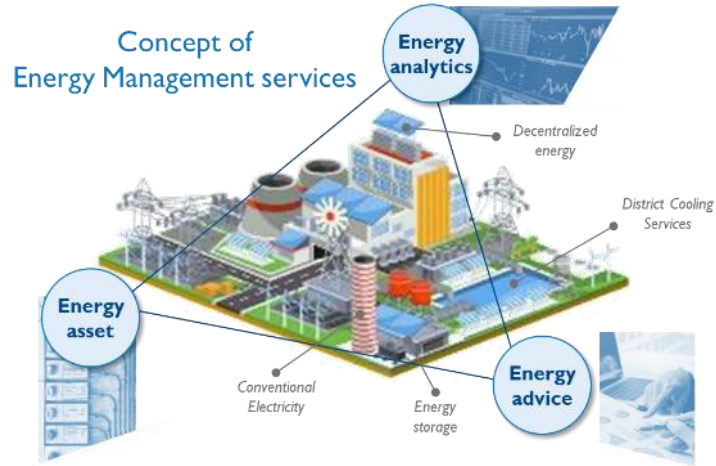 Concept of
Energy Management services
Energy
analytics
Decentralized
energy
District Cooling
Services
Energy
asset
Conventional
Electricity
Energy
storage
Energy
advice